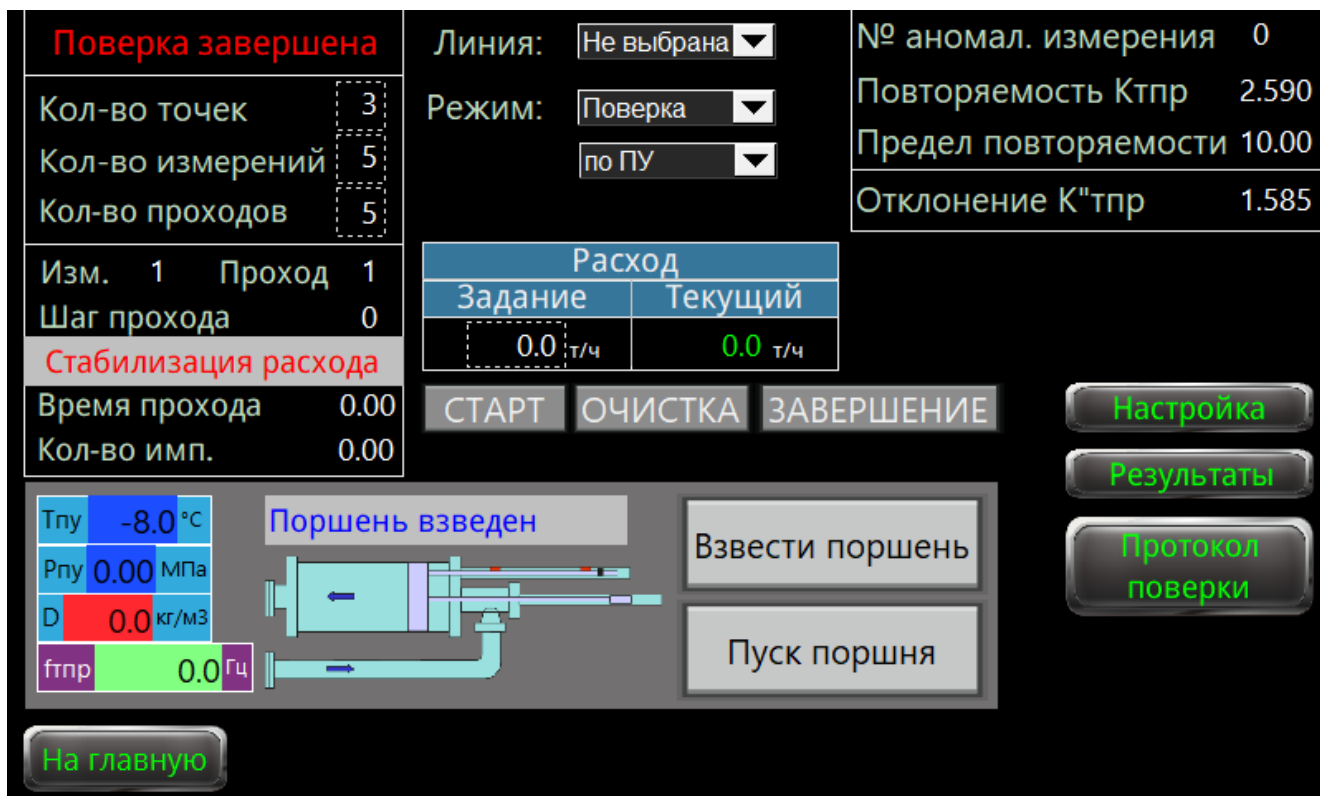 Поверка завершена
Кол-во точек 3
Кол-во измерений 5
Кол-во проходов 5
Изм. 1 Проход 1
Шаг прохода 0
Стабилизация расхода
Время прохода 0.00
Кол-во имп. 0.00
Линия: Не выбрана
Режим: Поверка
по ПУ
Расход
Задание Текущий
0.0 т/ч 0.0 т/ч
СТАРТ ОЧИСТКА ЗАВЕРШЕНИЕ
№ аномал. измерения 0
Повторяемость Ктпр 2.590
Предел повторяемости 10.00
Отклонение К"тпр 1.585
Настройка
Результаты
Протокол
поверки
Тпу -8.0 °C
Рпу 0.00 МПа
D 0.0 кг/м3
fтпр 0.0 Гц
Поршень взведен
Взвести поршень
Пуск поршня
На главную